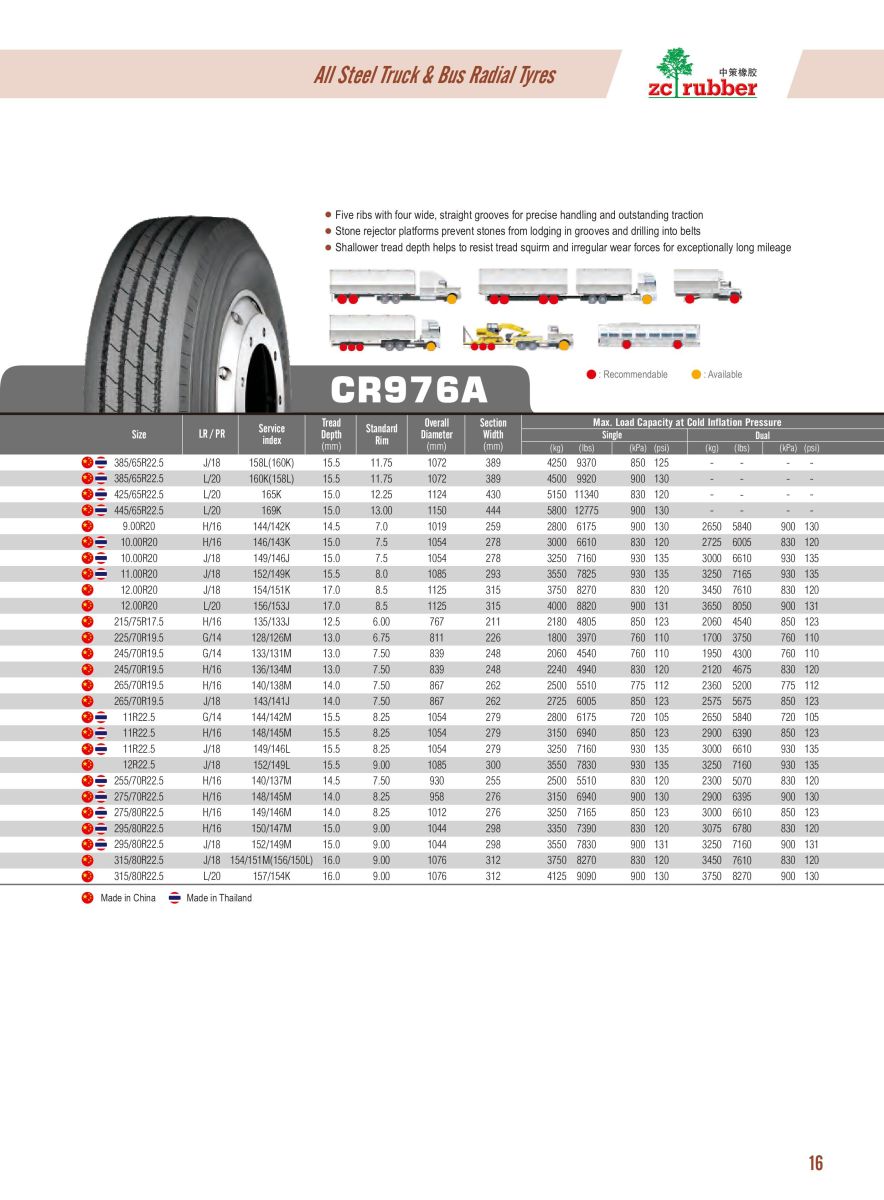 All Steel Truck & Bus Radial Tyres
中策橡胶
zc rubber
Five ribs with four wide, straight grooves for precise handling and outstanding traction
Stone rejector platforms prevent stones from lodging in grooves and drilling into belts
Shallower tread depth helps to resist tread squirm and irregular wear forces for exceptionally long mileage
: Recommendable : Available
CR976A
Size LR / PR Service index Tread Depth (mm) Standard Rim Overall Diameter (mm) Section Width (mm) Max. Load Capacity at Cold Inflation Pressure
Single Dual
(kg) (lbs) (kPa) (psi) (kg) (lbs) (kPa) (psi)
385/65R22.5 J/18 158L(160K) 15.5 11.75 1072 389 4250 9370 850 125 - - - -
385/65R22.5 L/20 160K(158L) 15.5 11.75 1072 389 4500 9920 900 130 - - - -
425/65R22.5 L/20 165K 15.0 12.25 1124 430 5150 11340 830 120 - - - -
445/65R22.5 L/20 169K 15.0 13.00 1150 444 5800 12775 900 130 - - - -
9.00R20 H/16 144/142K 14.5 7.0 1019 259 2800 6175 900 130 2650 5840 900 130
10.00R20 H/16 146/143K 15.0 7.5 1054 278 3000 6610 830 120 2725 6005 830 120
10.00R20 J/18 149/146J 15.0 7.5 1054 278 3250 7160 930 135 3000 6610 930 135
11.00R20 J/18 152/149K 15.5 8.0 1085 293 3550 7825 930 135 3250 7165 930 135
12.00R20 J/18 154/151K 17.0 8.5 1125 315 3750 8270 830 120 3450 7610 830 120
12.00R20 L/20 156/153J 17.0 8.5 1125 315 4000 8820 900 131 3650 8050 900 131
215/75R17.5 H/16 135/133J 12.5 6.00 767 211 2180 4805 850 123 2060 4540 850 123
225/70R19.5 G/14 128/126M 13.0 6.75 811 226 1800 3970 760 110 1700 3750 760 110
245/70R19.5 G/14 133/131M 13.0 7.50 839 248 2060 4540 760 110 1950 4300 760 110
245/70R19.5 H/16 136/134M 13.0 7.50 839 248 2240 4940 830 120 2120 4675 830 120
265/70R19.5 H/16 140/138M 14.0 7.50 867 262 2500 5510 775 112 2360 5200 775 112
265/70R19.5 J/18 143/141J 14.0 7.50 867 262 2725 6005 850 123 2575 5675 850 123
11R22.5 G/14 144/142M 15.5 8.25 1054 279 2800 6175 720 105 2650 5840 720 105
11R22.5 H/16 148/145M 15.5 8.25 1054 279 3150 6940 850 123 2900 6390 850 123
11R22.5 J/18 149/146L 15.5 8.25 1054 279 3250 7160 930 135 3000 6610 930 135
12R22.5 J/18 152/149L 15.5 9.00 1085 300 3550 7830 930 135 3250 7160 930 135
255/70R22.5 H/16 140/137M 14.5 7.50 930 255 2500 5510 830 120 2300 5070 830 120
275/70R22.5 H/16 148/145M 14.0 8.25 958 276 3150 6940 900 130 2900 6395 900 130
275/80R22.5 H/16 149/146M 14.0 8.25 1012 276 3250 7165 850 123 3000 6610 850 123
295/80R22.5 H/16 150/147M 15.0 9.00 1044 298 3350 7390 830 120 3075 6780 830 120
295/80R22.5 J/18 152/149M 15.0 9.00 1044 298 3550 7830 900 131 3250 7160 900 131
315/80R22.5 J/18 154/151M(156/150L) 16.0 9.00 1076 312 3750 8270 830 120 3450 7610 830 120
315/80R22.5 L/20 157/154K 16.0 9.00 1076 312 4125 9090 900 130 3750 8270 900 130
Made in China Made in Thailand
16